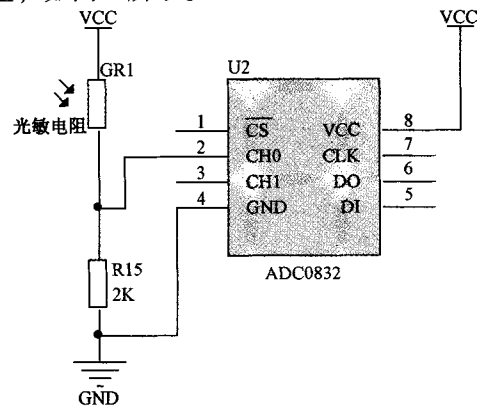 VCC
VCC
GR1
光敏电阻
U2
1
2
3
4
CS
CH0
CH1
GND
VCC
CLK
DO
DI
8
7
6
5
ADC0832
R15
2K
GND